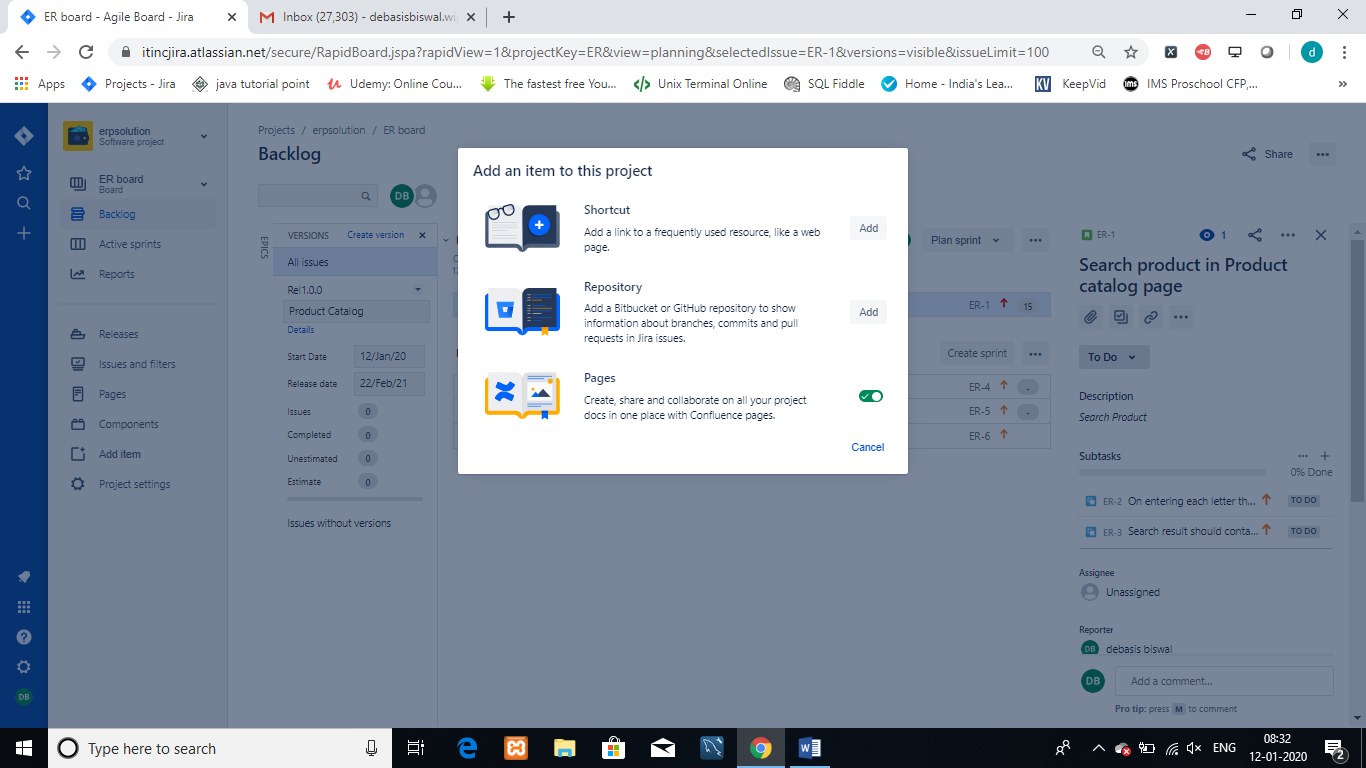 ER board - Agile Board - Jira
Inbox (27,303) - debasisbiswal.wi
itincjira.atlassian.net/secure/RapidBoard.jspa?rapidView=1&projectKey=ER&view=planning&selectedIssue=ER-1&versions=visible&issueLimit=100
d
Apps
Projects - Jira
java tutorial point
Udemy: Online Cou...
The fastest free You...
Unix Terminal Online
SQL Fiddle
Home - India's Lea...
KV KeepVid
ims IMS Proschool CFP,...
erpsolution
Software project
ER board
Board
Backlog
Active sprints
Reports
Releases
Issues and filters
Pages
Components
Add item
Project settings
DB
Projects / erpsolution / ER board
Backlog
DB
Share
EPICS
VERSIONS Create version
All issues
Rel1.0.0
Product Catalog
Details
Start Date 12/Jan/20
Release date 22/Feb/21
Issues 0
Completed 0
Unestimated 0
Estimate 0
Issues without versions
Add an item to this project
Shortcut
Add a link to a frequently used resource, like a web
page.
Add
Repository
Add a Bitbucket or GitHub repository to show
information about branches, commits and pull
requests in Jira issues.
Add
Pages
Create, share and collaborate on all your project
docs in one place with Confluence pages.
Cancel
Plan sprint
ER-1 15
Create sprint
ER-4 -
ER-5 -
ER-6
ER-1
1
Search product in Product
catalog page
To Do
Description
Search Product
Subtasks
0% Done
ER-2 On entering each letter th... TO DO
ER-3 Search result should conta... TO DO
Assignee
Unassigned
Reporter
DB debasis biswal
DB Add a comment...
Pro tip: press M to comment
Type here to search
ENG
08:32
12-01-2020
2